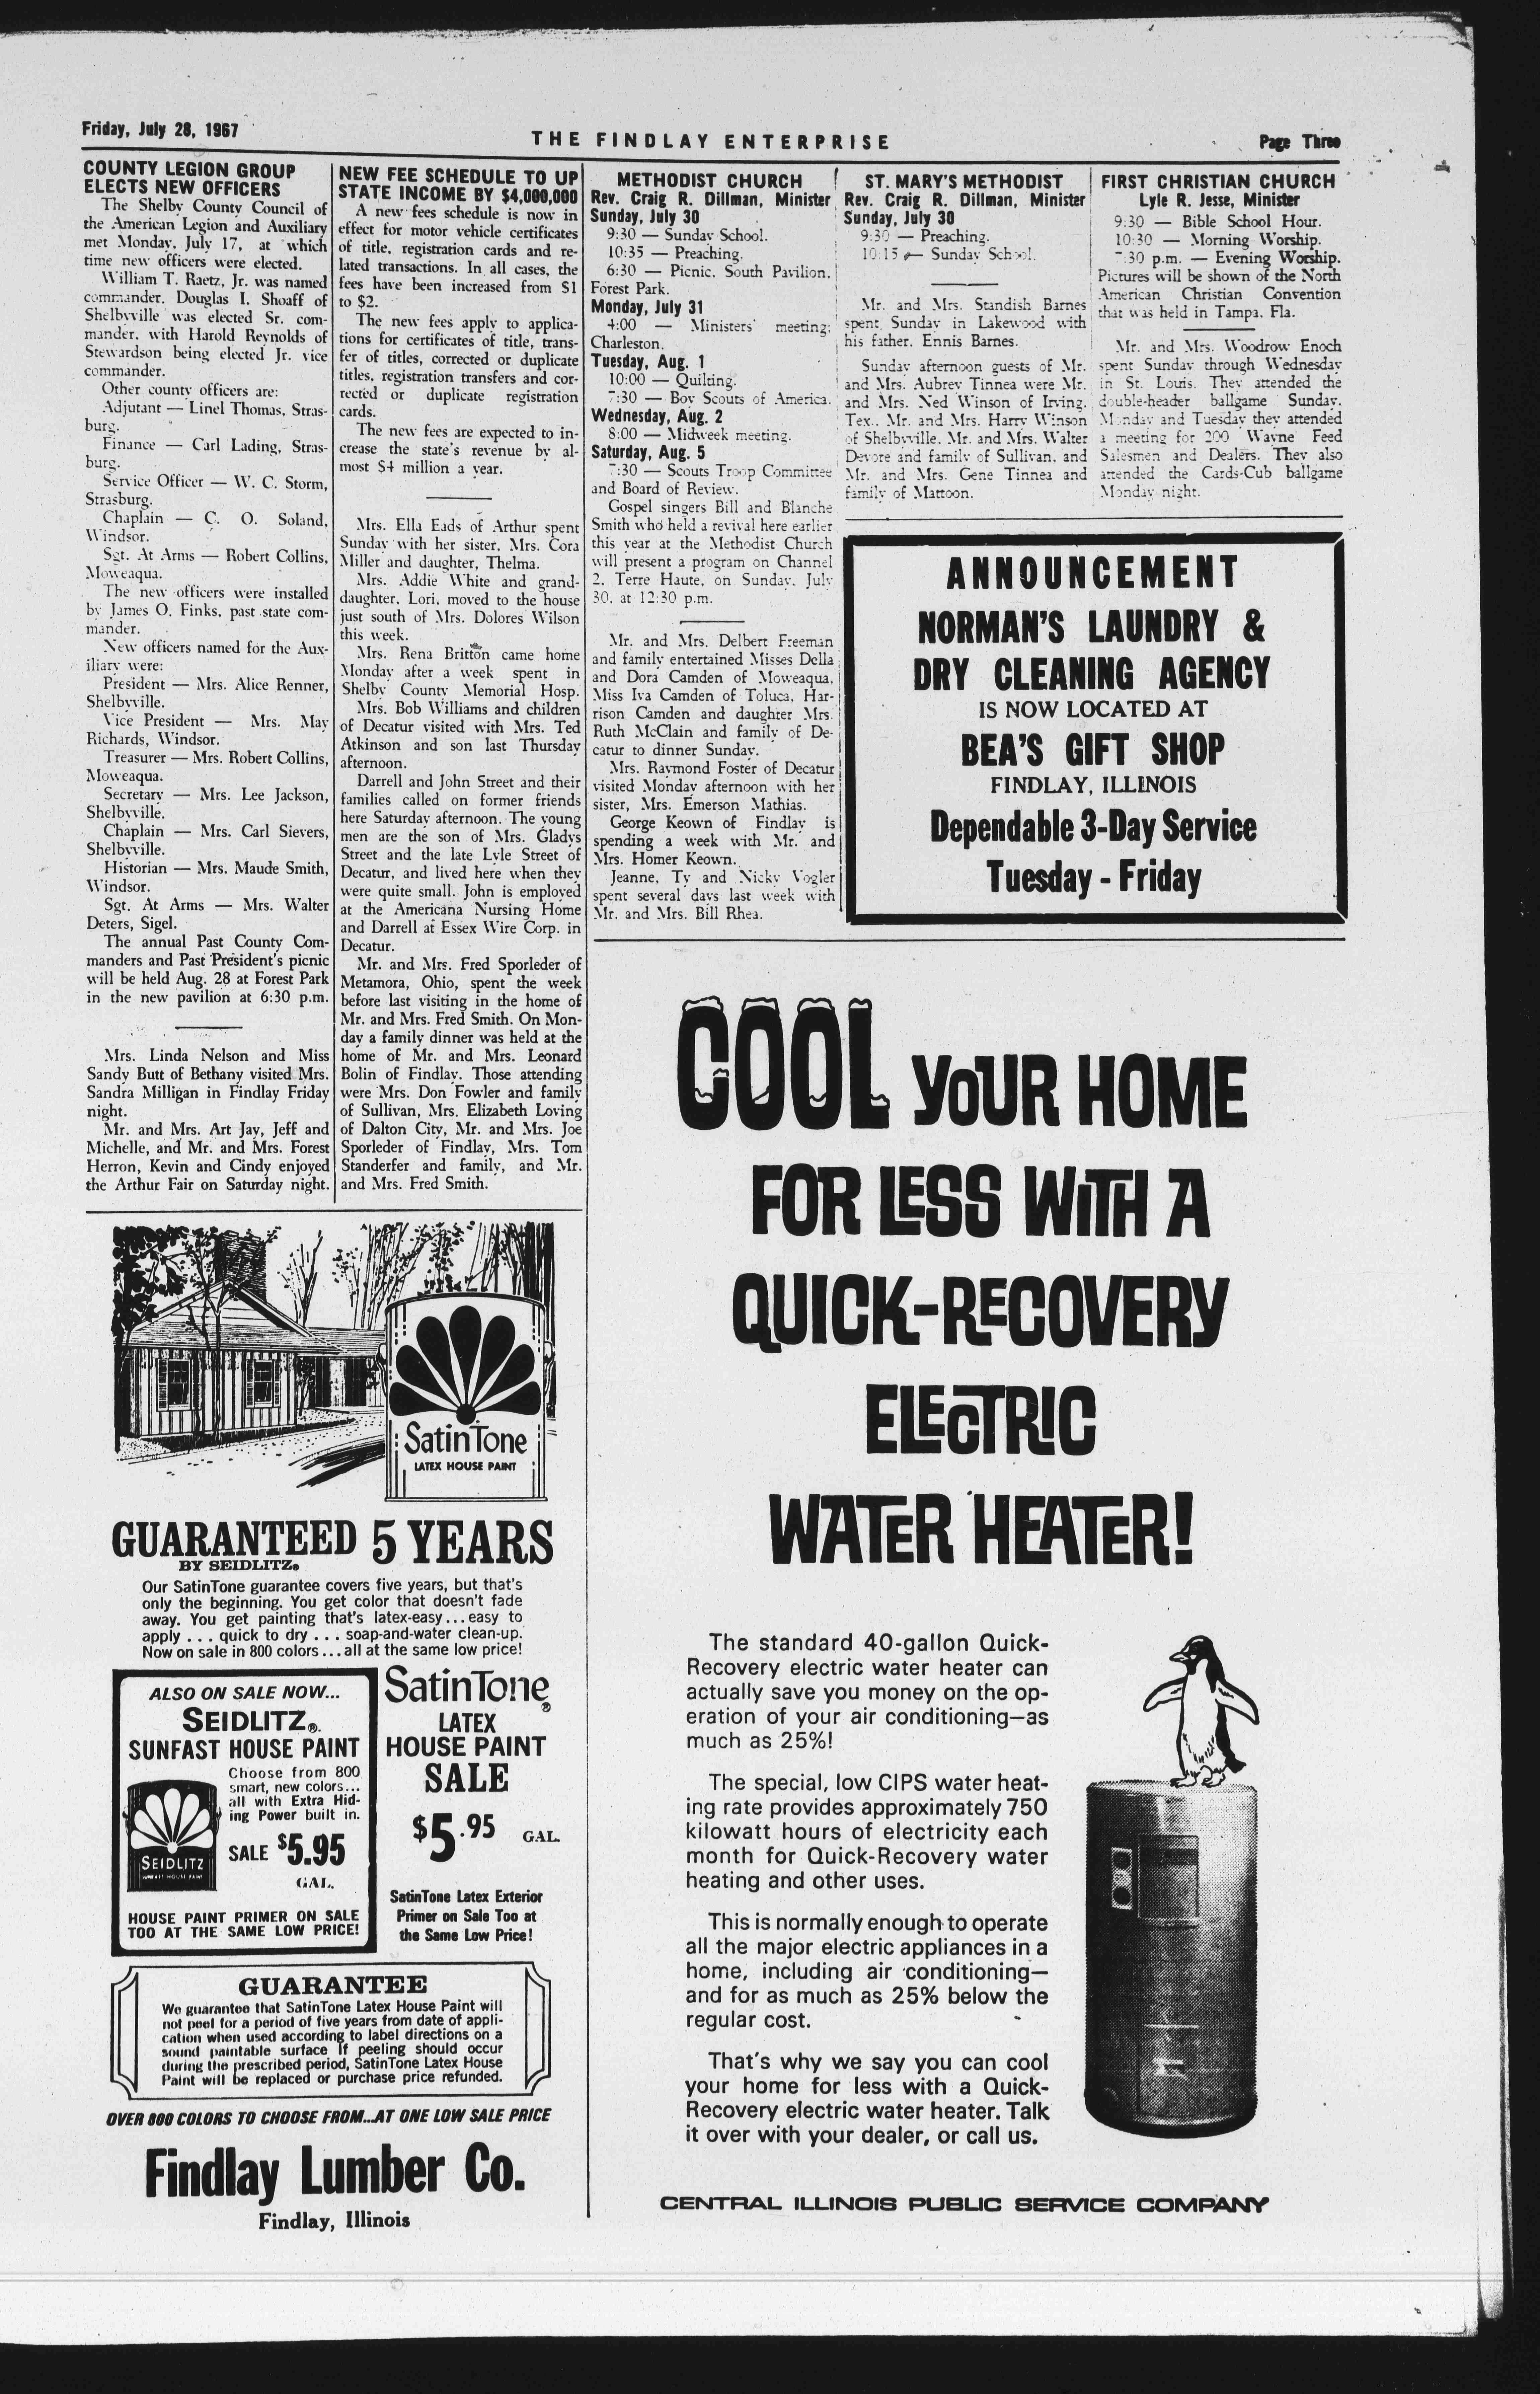 Friday, July 28, 1967
THE FINDLAY ENTERPRISE
Page Three
COUNTY LEGION GROUP
ELECTS NEW OFFICERS
The Shelby County Council of
the American Legion and Auxiliary
met Monday, July 17, at which
time new officers were elected.
William T. Raetz, Jr. was named
commander. Douglas I. Shoaff of
Shelbyville was elected Sr. com-
mander, with Harold Reynolds of
Stewardson being elected Jr. vice
commander.
Other county officers are:
Adjutant — Linel Thomas, Stras-
burg.
Finance — Carl Lading, Stras-
burg.
Service Officer — W. C. Storm,
Strasburg.
Chaplain — C. O. Soland,
Windsor.
Sgt. At Arms — Robert Collins,
Moweaqua.
The new officers were installed
by James O. Finks, past state com-
mander.
New officers named for the Aux-
iliary were:
President — Mrs. Alice Renner,
Shelbyville.
Vice President — Mrs. May
Richards, Windsor.
Treasurer — Mrs. Robert Collins,
Moweaqua.
Secretary — Mrs. Lee Jackson,
Shelbyville.
Chaplain — Mrs. Carl Sievers,
Shelbyville.
Historian — Mrs. Maude Smith,
Windsor.
Sgt. At Arms — Mrs. Walter
Deters, Sigel.
The annual Past County Com-
manders and Past President's picnic
will be held Aug. 28 at Forest Park
in the new pavilion at 6:30 p.m.
Mrs. Linda Nelson and Miss
Sandy Butt of Bethany visited Mrs.
Sandra Milligan in Findlay Friday
night.
Mr. and Mrs. Art Jay, Jeff and
Michelle, and Mr. and Mrs. Forest
Herron, Kevin and Cindy enjoyed
the Arthur Fair on Saturday night.
NEW FEE SCHEDULE TO UP
STATE INCOME BY $4,000,000
A new fees schedule is now in
effect for motor vehicle certificates
of title, registration cards and re-
lated transactions. In all cases, the
fees have been increased from $1
to $2.
The new fees apply to applica-
tions for certificates of title, trans-
fer of titles, corrected or duplicate
titles, registration transfers and cor-
rected or duplicate registration
cards.
The new fees are expected to in-
crease the state's revenue by al-
most $4 million a year.
Mrs. Ella Eads of Arthur spent
Sunday with her sister, Mrs. Cora
Miller and daughter, Thelma.
Mrs. Addie White and grand-
daughter, Lori, moved to the house
just south of Mrs. Dolores Wilson
this week.
Mrs. Rena Britton came home
Monday after a week spent in
Shelby County Memorial Hosp.
Mrs. Bob Williams and children
of Decatur visited with Mrs. Ted
Atkinson and son last Thursday
afternoon.
Darrell and John Street and their
families called on former friends
here Saturday afternoon. The young
men are the son of Mrs. Gladys
Street and the late Lyle Street of
Decatur, and lived here when they
were quite small. John is employed
at the Americana Nursing Home
and Darrell at Essex Wire Corp. in
Decatur.
Mr. and Mrs. Fred Sporleder of
Metamora, Ohio, spent the week
before last visiting in the home of
Mr. and Mrs. Fred Smith. On Mon-
day a family dinner was held at the
home of Mr. and Mrs. Leonard
Bolin of Findlay. Those attending
were Mrs. Don Fowler and family
of Sullivan, Mrs. Elizabeth Loving
of Dalton City, Mr. and Mrs. Joe
Sporleder of Findlay, Mrs. Tom
Standerfer and family, and Mr.
and Mrs. Fred Smith.
METHODIST CHURCH
Rev. Craig R. Dillman, Minister
Sunday, July 30
9:30 — Sunday School.
10:35 — Preaching.
6:30 — Picnic. South Pavilion.
Forest Park.
Monday, July 31
4:00 — Ministers' meeting;
Charleston.
Tuesday, Aug. 1
10:00 — Quilting.
7:30 — Boy Scouts of America.
Wednesday, Aug. 2
8:00 — Midweek meeting.
Saturday, Aug. 5
7:30 — Scouts Troop Committee
and Board of Review.
Gospel singers Bill and Blanche
Smith who held a revival here earlier
this year at the Methodist Church
will present a program on Channel
2, Terre Haute, on Sunday, July
30, at 12:30 p.m.
Mr. and Mrs. Delbert Freeman
and family entertained Misses Della
and Dora Camden of Moweaqua,
Miss Iva Camden of Toluca, Har-
rison Camden and daughter Mrs.
Ruth McClain and family of De-
catur to dinner Sunday.
Mrs. Raymond Foster of Decatur
visited Monday afternoon with her
sister, Mrs. Emerson Mathias.
George Keown of Findlay is
spending a week with Mr. and
Mrs. Homer Keown.
Jeanne, Ty and Nicky Vogler
spent several days last week with
Mr. and Mrs. Bill Rhea.
ST. MARY'S METHODIST
Rev. Craig R. Dillman, Minister
Sunday, July 30
9:30 — Preaching.
10:15 — Sunday School.
Mr. and Mrs. Standish Barnes
spent Sunday in Lakewood with
his father, Ennis Barnes.
Sunday afternoon guests of Mr.
and Mrs. Aubrey Tinnea were Mr.
and Mrs. Ned Winson of Irving,
Tex., Mr. and Mrs. Harry Winson
of Shelbyville, Mr. and Mrs. Walter
Devore and family of Sullivan, and
Mr. and Mrs. Gene Tinnea and
family of Mattoon.
FIRST CHRISTIAN CHURCH
Lyle R. Jesse, Minister
9:30 — Bible School Hour.
10:30 — Morning Worship.
7:30 p.m. — Evening Worship.
Pictures will be shown of the North
American Christian Convention
that was held in Tampa, Fla.
Mr. and Mrs. Woodrow Enoch
spent Sunday through Wednesday
in St. Louis. They attended the
double-header ballgame Sunday.
Monday and Tuesday they attended
a meeting for 200 Wayne Feed
Salesmen and Dealers. They also
attended the Cards-Cub ballgame
Monday night.
ANNOUNCEMENT
NORMAN'S LAUNDRY &
DRY CLEANING AGENCY
IS NOW LOCATED AT
BEA'S GIFT SHOP
FINDLAY, ILLINOIS
Dependable 3-Day Service
Tuesday - Friday
SatinTone
LATEX HOUSE PAINT
GUARANTEED 5 YEARS
BY SEIDLITZ®
Our SatinTone guarantee covers five years, but that's
only the beginning. You get color that doesn't fade
away. You get painting that's latex-easy...easy to
apply ... quick to dry ... soap-and-water clean-up.
Now on sale in 800 colors...all at the same low price!
ALSO ON SALE NOW...
SEIDLITZ®
SUNFAST HOUSE PAINT
Choose from 800
smart, new colors...
all with Extra Hid-
ing Power built in.
SEIDLITZ
SUNFAST HOUSE PAINT
SALE $5.95
GAL.
HOUSE PAINT PRIMER ON SALE
TOO AT THE SAME LOW PRICE!
SatinTone®
LATEX
HOUSE PAINT
SALE
$5.95 GAL.
SatinTone Latex Exterior
Primer on Sale Too at
the Same Low Price!
GUARANTEE
We guarantee that SatinTone Latex House Paint will
not peel for a period of five years from date of appli-
cation when used according to label directions on a
sound paintable surface If peeling should occur
during the prescribed period, SatinTone Latex House
Paint will be replaced or purchase price refunded.
OVER 800 COLORS TO CHOOSE FROM...AT ONE LOW SALE PRICE
Findlay Lumber Co.
Findlay, Illinois
COOL YOUR HOME
FOR LESS WITH A
QUICK-RECOVERY
ELECTRIC
WATER HEATER!
The standard 40-gallon Quick-
Recovery electric water heater can
actually save you money on the op-
eration of your air conditioning—as
much as 25%!
The special, low CIPS water heat-
ing rate provides approximately 750
kilowatt hours of electricity each
month for Quick-Recovery water
heating and other uses.
This is normally enough to operate
all the major electric appliances in a
home, including air conditioning—
and for as much as 25% below the
regular cost.
That's why we say you can cool
your home for less with a Quick-
Recovery electric water heater. Talk
it over with your dealer, or call us.
CENTRAL ILLINOIS PUBLIC SERVICE COMPANY